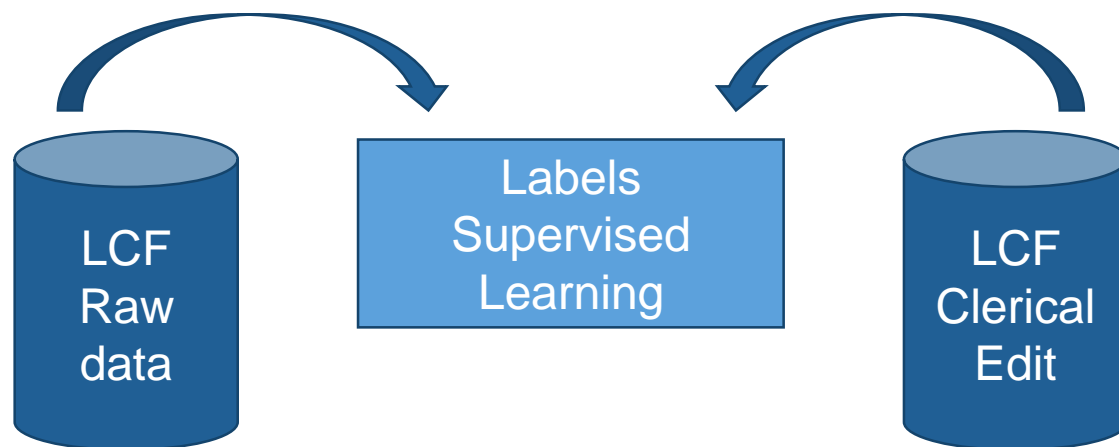 LCF
Raw
data
Labels
Supervised
Learning
LCF
Clerical
Edit